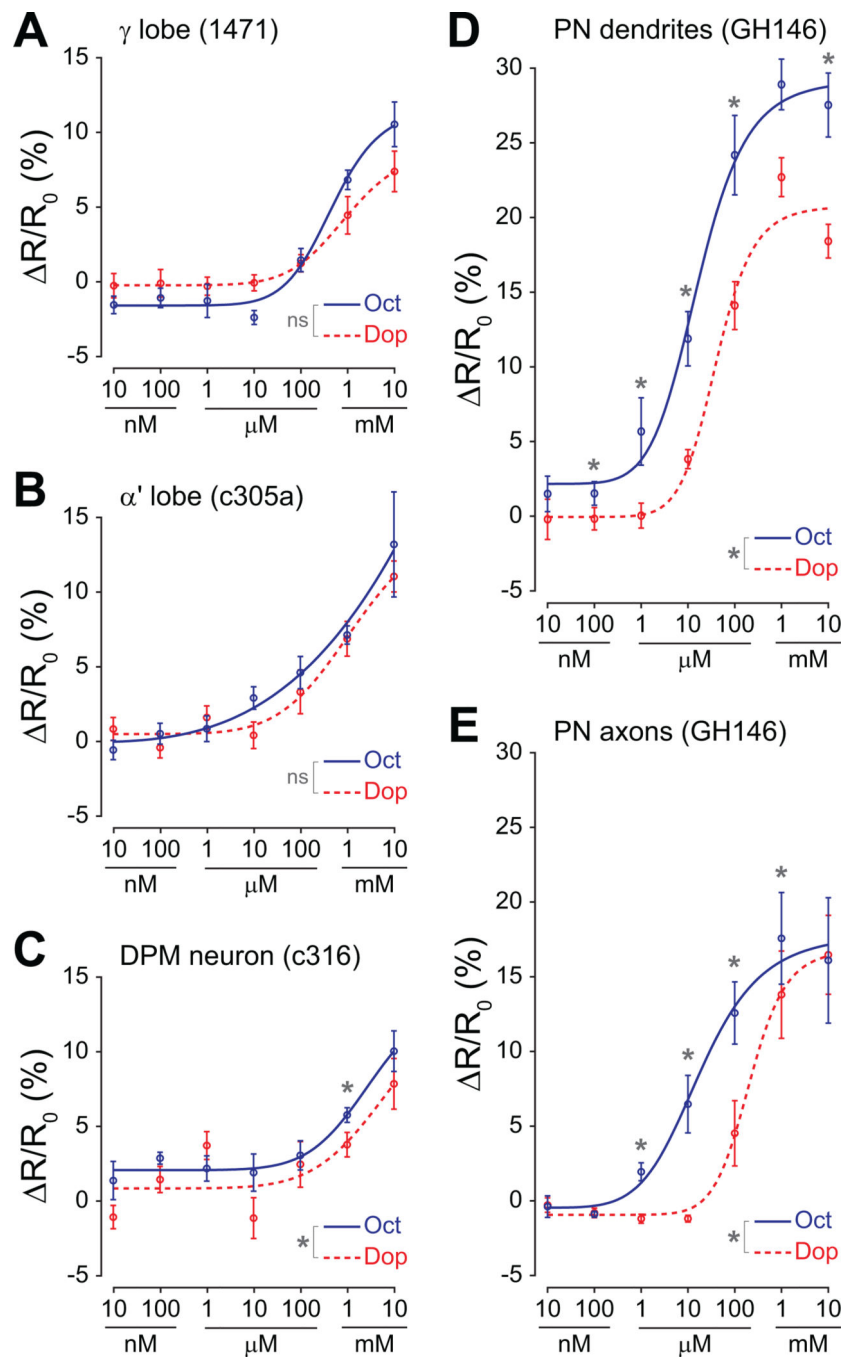 A γ lobe (1471)
ΔR/R0 (%)
15
10
5
0
-5
ns
Oct
Dop
10 100 1 10 100 1 10
nM μM mM
B α' lobe (c305a)
ΔR/R0 (%)
15
10
5
0
-5
ns
Oct
Dop
10 100 1 10 100 1 10
nM μM mM
C DPM neuron (c316)
ΔR/R0 (%)
15
10
5
0
-5
*
* Oct
Dop
10 100 1 10 100 1 10
nM μM mM
D PN dendrites (GH146)
ΔR/R0 (%)
30
25
20
15
10
5
0
-5
* * * * *
* Oct
Dop
10 100 1 10 100 1 10
nM μM mM
E PN axons (GH146)
ΔR/R0 (%)
30
25
20
15
10
5
0
-5
* * * *
* Oct
Dop
10 100 1 10 100 1 10
nM μM mM